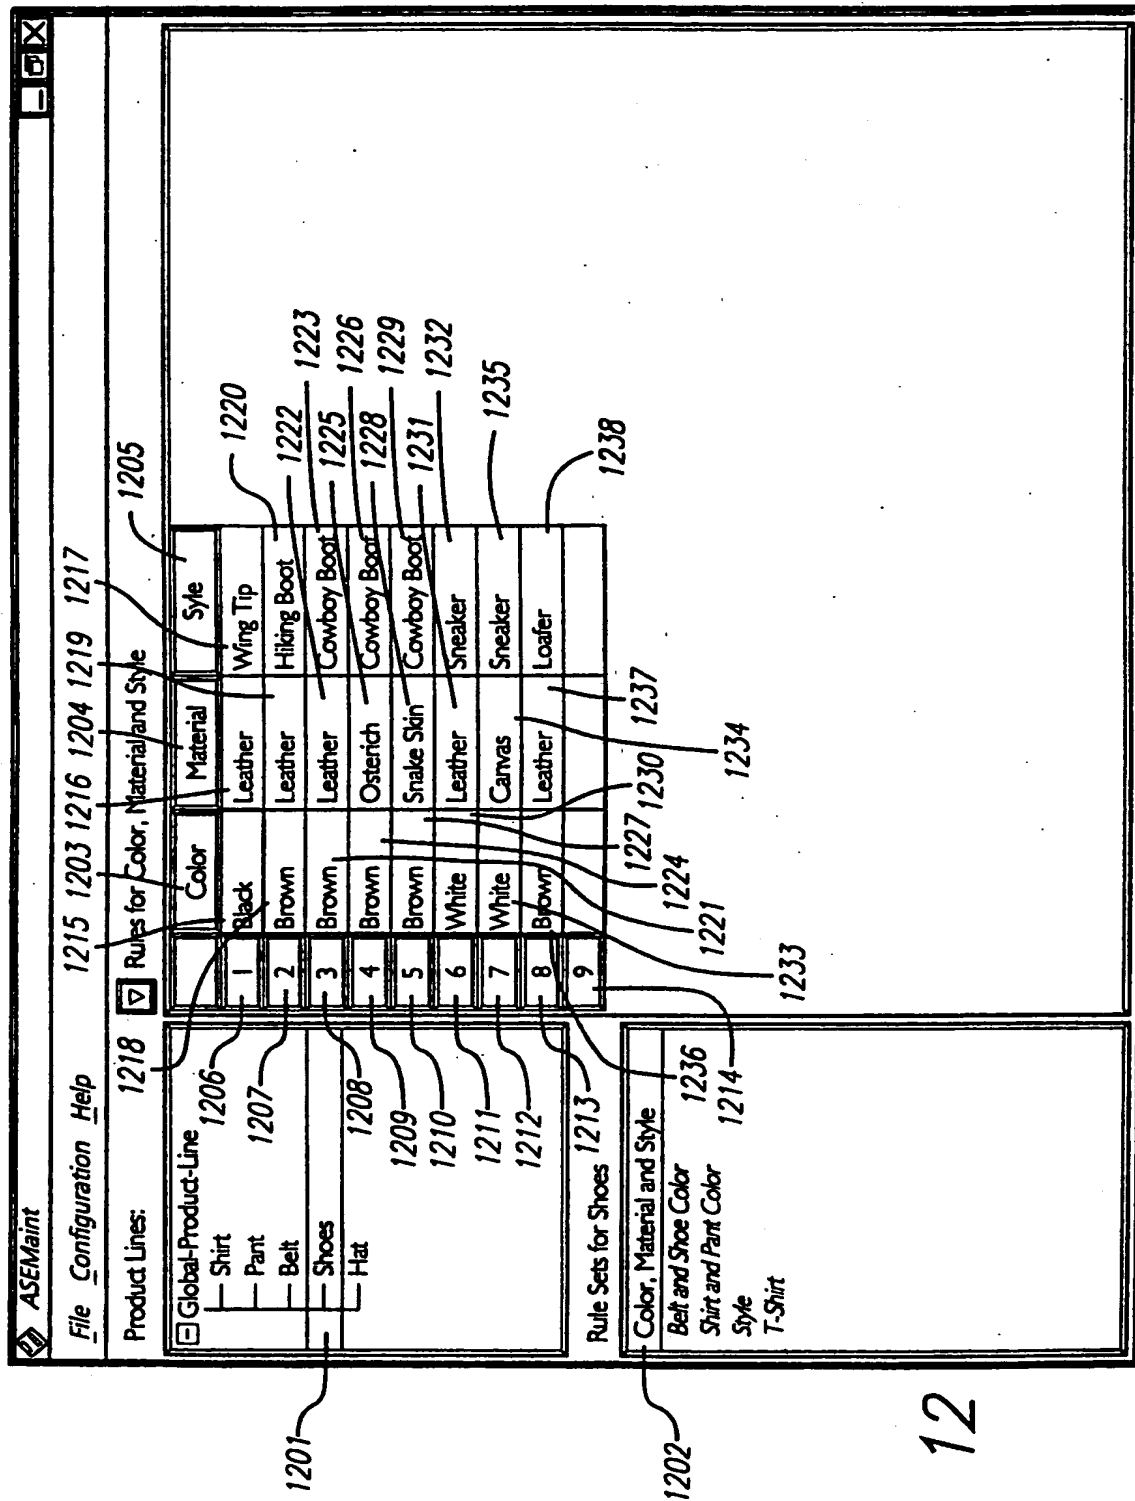 ASEMaint
File Configuration Help
Product Lines:
Global-Product-Line
Shirt
Pant
Belt
Shoes
Hat
Rule Sets for Shoes
Color, Material and Style
Belt and Shoe Color
Shirt and Pant Color
Style
T-Shirt
Rules for Color, Material and Style
Color Material Syle
1 Black Leather Wing Tip
2 Brown Leather Hiking Boot
3 Brown Leather Cowboy Boot
4 Brown Osterich Cowboy Boot
5 Brown Snake Skin Cowboy Boot
6 White Leather Sneaker
7 White Canvas Sneaker
8 Brown Leather Loafer
9
1201
1202
1218
1215
1203
1216
1204
1219
1217
1205
1206
1207
1208
1209
1210
1211
1212
1213
1236
1214
1220
1222
1223
1225
1226
1228
1229
1231
1232
1235
1238
1237
1234
1230
1227
1224
1221
1233
12